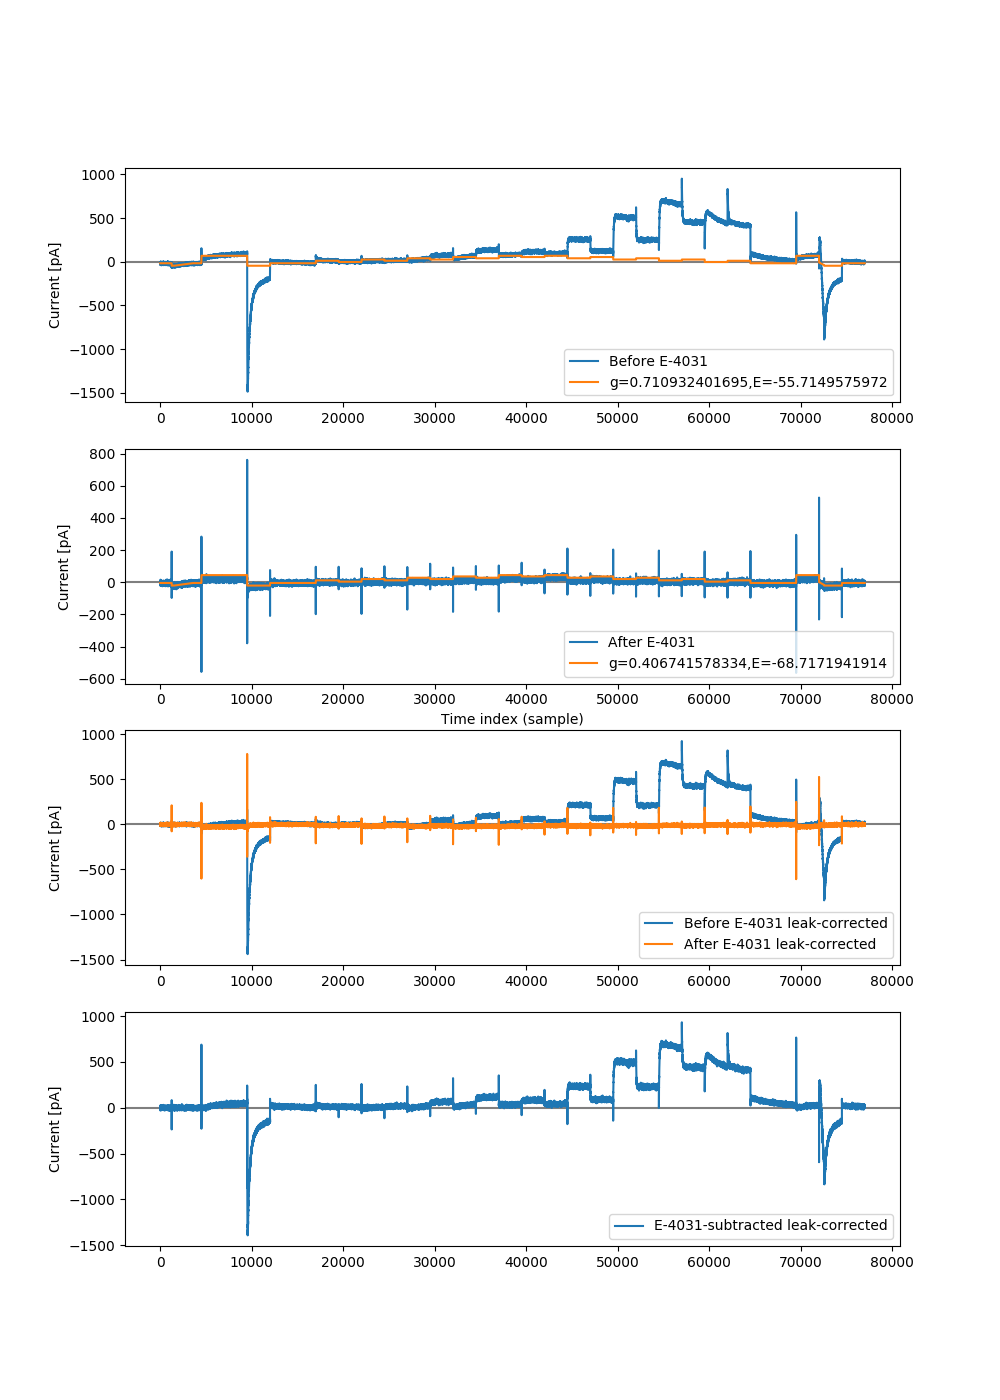 1000
500
0
−500
−1000
−1500
Current [pA]
Before E-4031
g=0.710932401695,E=-55.7149575972
0 10000 20000 30000 40000 50000 60000 70000 80000
800
600
400
200
0
−200
−400
−600
Current [pA]
After E-4031
g=0.406741578334,E=-68.7171941914
0 10000 20000 30000 40000 50000 60000 70000 80000
Time index (sample)
1000
500
0
−500
−1000
−1500
Current [pA]
Before E-4031 leak-corrected
After E-4031 leak-corrected
0 10000 20000 30000 40000 50000 60000 70000 80000
1000
500
0
−500
−1000
−1500
Current [pA]
E-4031-subtracted leak-corrected
0 10000 20000 30000 40000 50000 60000 70000 80000